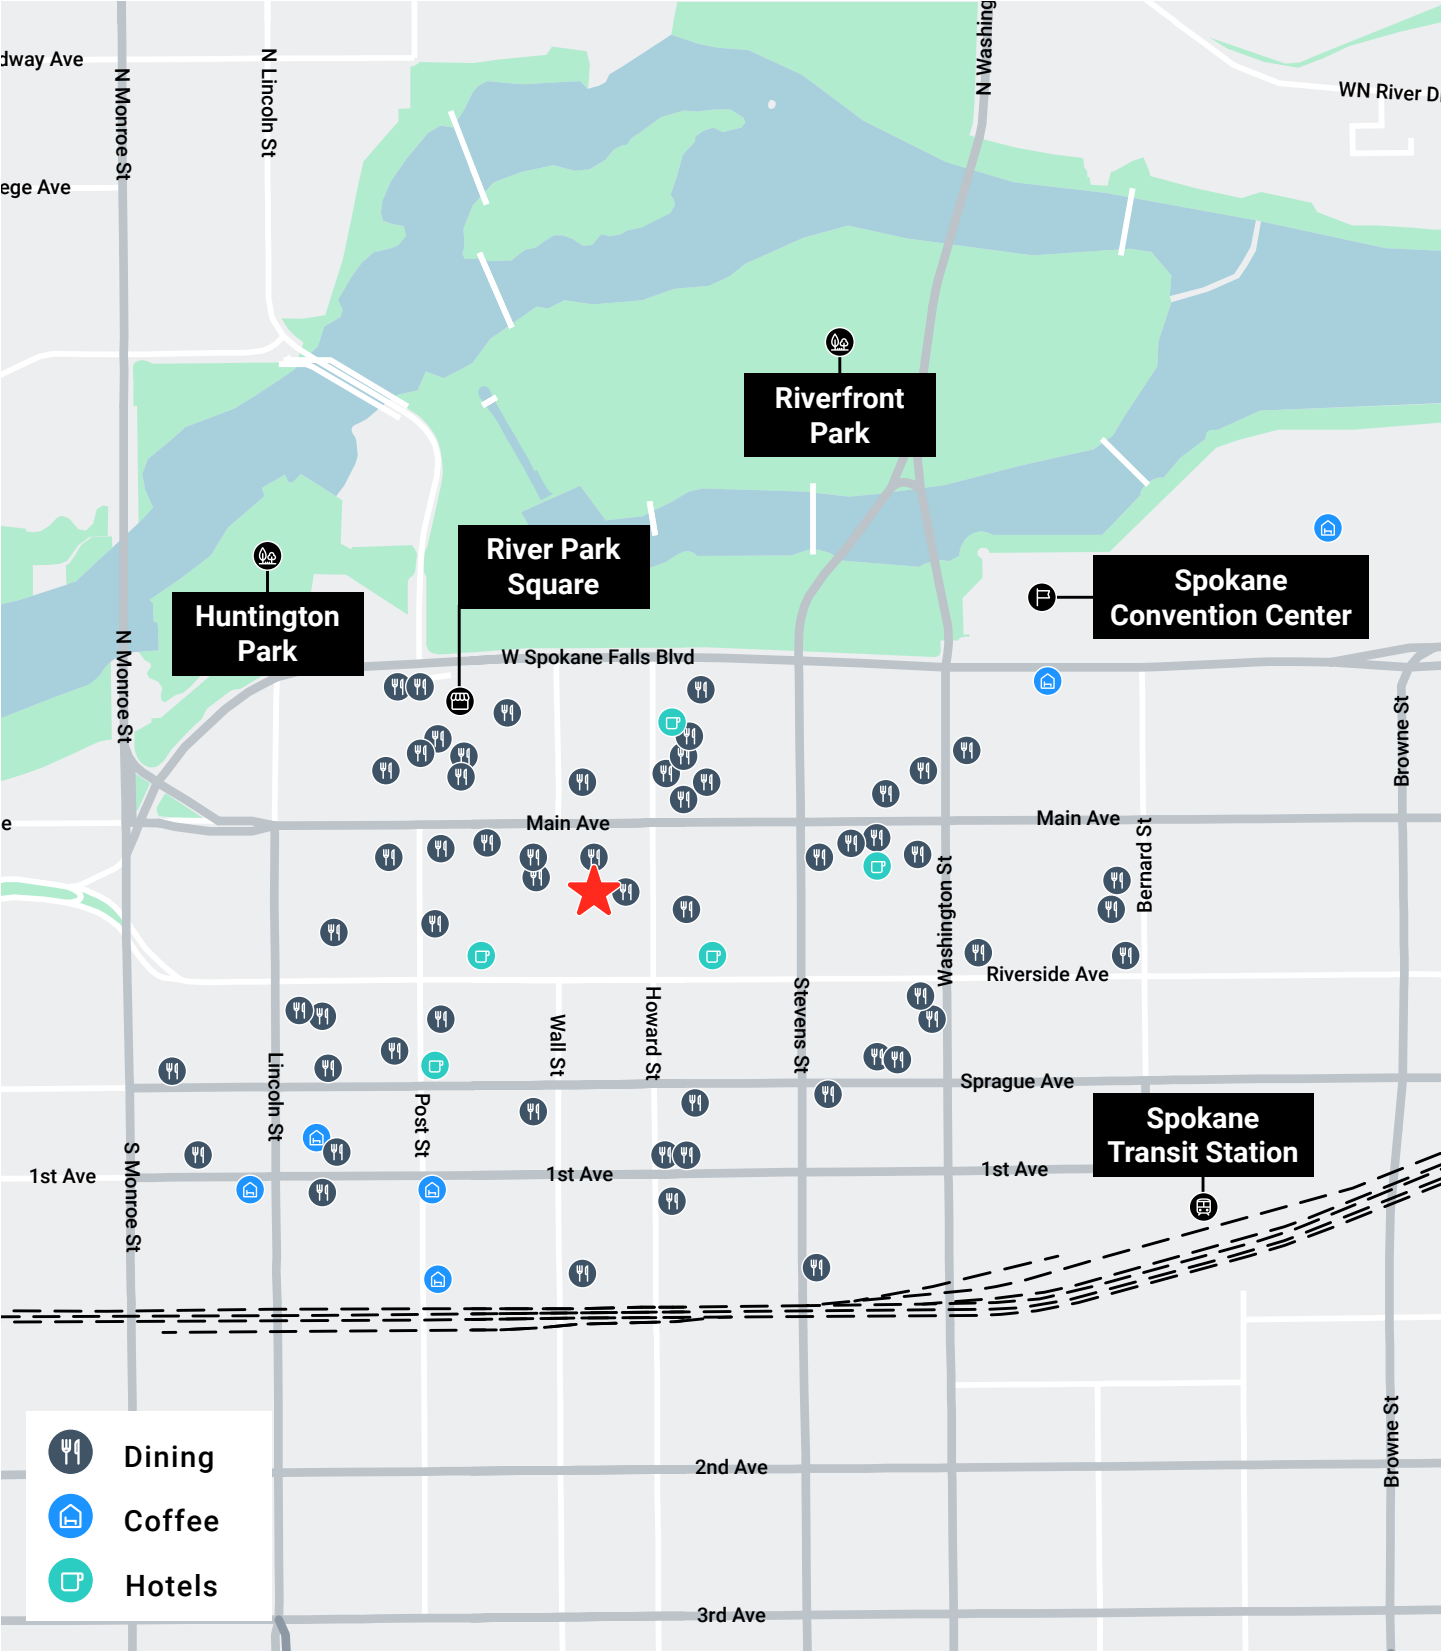 dway Ave
N Monroe St
N Lincoln St
N Washing
WN River D
ege Ave
Riverfront
Park
River Park
Square
Spokane
Convention Center
Huntington
Park
N Monroe St
W Spokane Falls Blvd
Browne St
e
Main Ave
Main Ave
Bernard St
Washington St
Riverside Ave
Stevens St
Howard St
Wall St
Lincoln St
Post St
Sprague Ave
Spokane
Transit Station
S Monroe St
1st Ave
1st Ave
1st Ave
Browne St
Dining
Coffee
Hotels
2nd Ave
3rd Ave